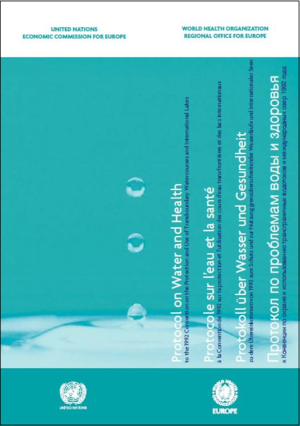 UNITED NATIONS
ECONOMIC COMMISSION FOR EUROPE
WORLD HEALTH ORGANIZATION
REGIONAL OFFICE FOR EUROPE
Protocol on Water and Health
to the 1992 Convention on the Protection and Use of Transboundary Watercourses and International Lakes
Protocole sur l'eau et la santé
à la Convention de 1992 sur la protection et l'utilisation des cours d'eau transfrontières et des lacs internationaux
Protokoll über Wasser und Gesundheit
zu dem Übereinkommen von 1992 zum Schutz und zur Nutzung grenzüberschreitender Wasserläufe und internationaler Seen
Протокол по проблемам воды и здоровья
к Конвенции по охране и использованию трансграничных водотоков и международных озер 1992 года
UNITED NATIONS
EUROPE